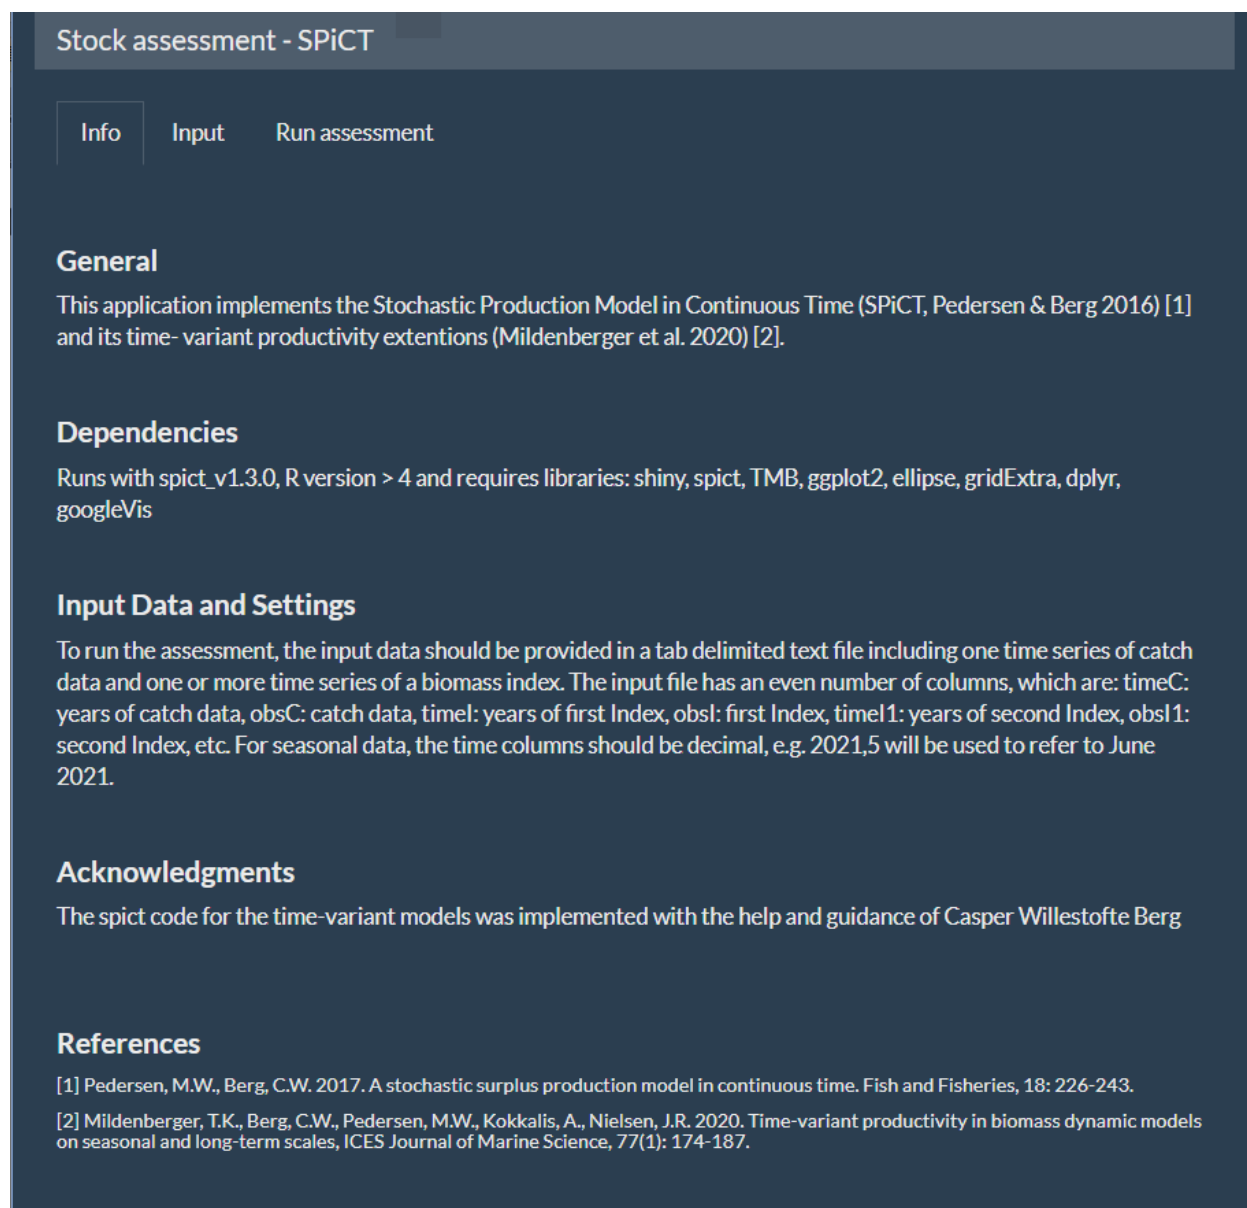 Stock assessment - SPiCT
Info
Input
Run assessment
General
This application implements the Stochastic Production Model in Continuous Time (SPiCT, Pedersen & Berg 2016) [1]
and its time- variant productivity extentions (Mildenberger et al. 2020) [2].
Dependencies
Runs with spict_v1.3.0, R version > 4 and requires libraries: shiny, spict, TMB, ggplot2, ellipse, gridExtra, dplyr,
googleVis
Input Data and Settings
To run the assessment, the input data should be provided in a tab delimited text file including one time series of catch
data and one or more time series of a biomass index. The input file has an even number of columns, which are: timeC:
years of catch data, obsC: catch data, timeI: years of first Index, obsI: first Index, timeI1: years of second Index, obsI1:
second Index, etc. For seasonal data, the time columns should be decimal, e.g. 2021,5 will be used to refer to June
2021.
Acknowledgments
The spict code for the time-variant models was implemented with the help and guidance of Casper Willestofte Berg
References
[1] Pedersen, M.W., Berg, C.W. 2017. A stochastic surplus production model in continuous time. Fish and Fisheries, 18: 226-243.
[2] Mildenberger, T.K., Berg, C.W., Pedersen, M.W., Kokkalis, A., Nielsen, J.R. 2020. Time-variant productivity in biomass dynamic models
on seasonal and long-term scales, ICES Journal of Marine Science, 77(1): 174-187.